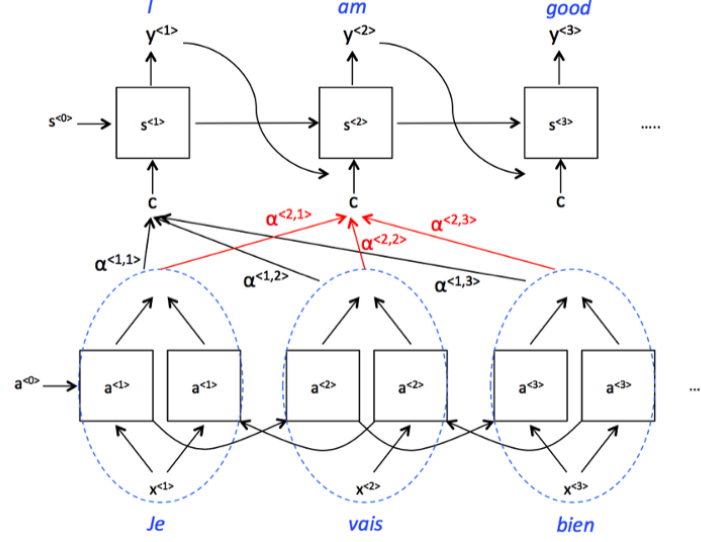 I am good
y<1> y<2> y<3>
s<0> s<1> s<2> s<3> .....
c c c
α<2,1> α<2,2> α<2,3>
α<1,1> α<1,2> α<1,3>
a<0> a<1> a<1> a<2> a<2> a<3> a<3> ...
x<1> x<2> x<3>
Je vais bien